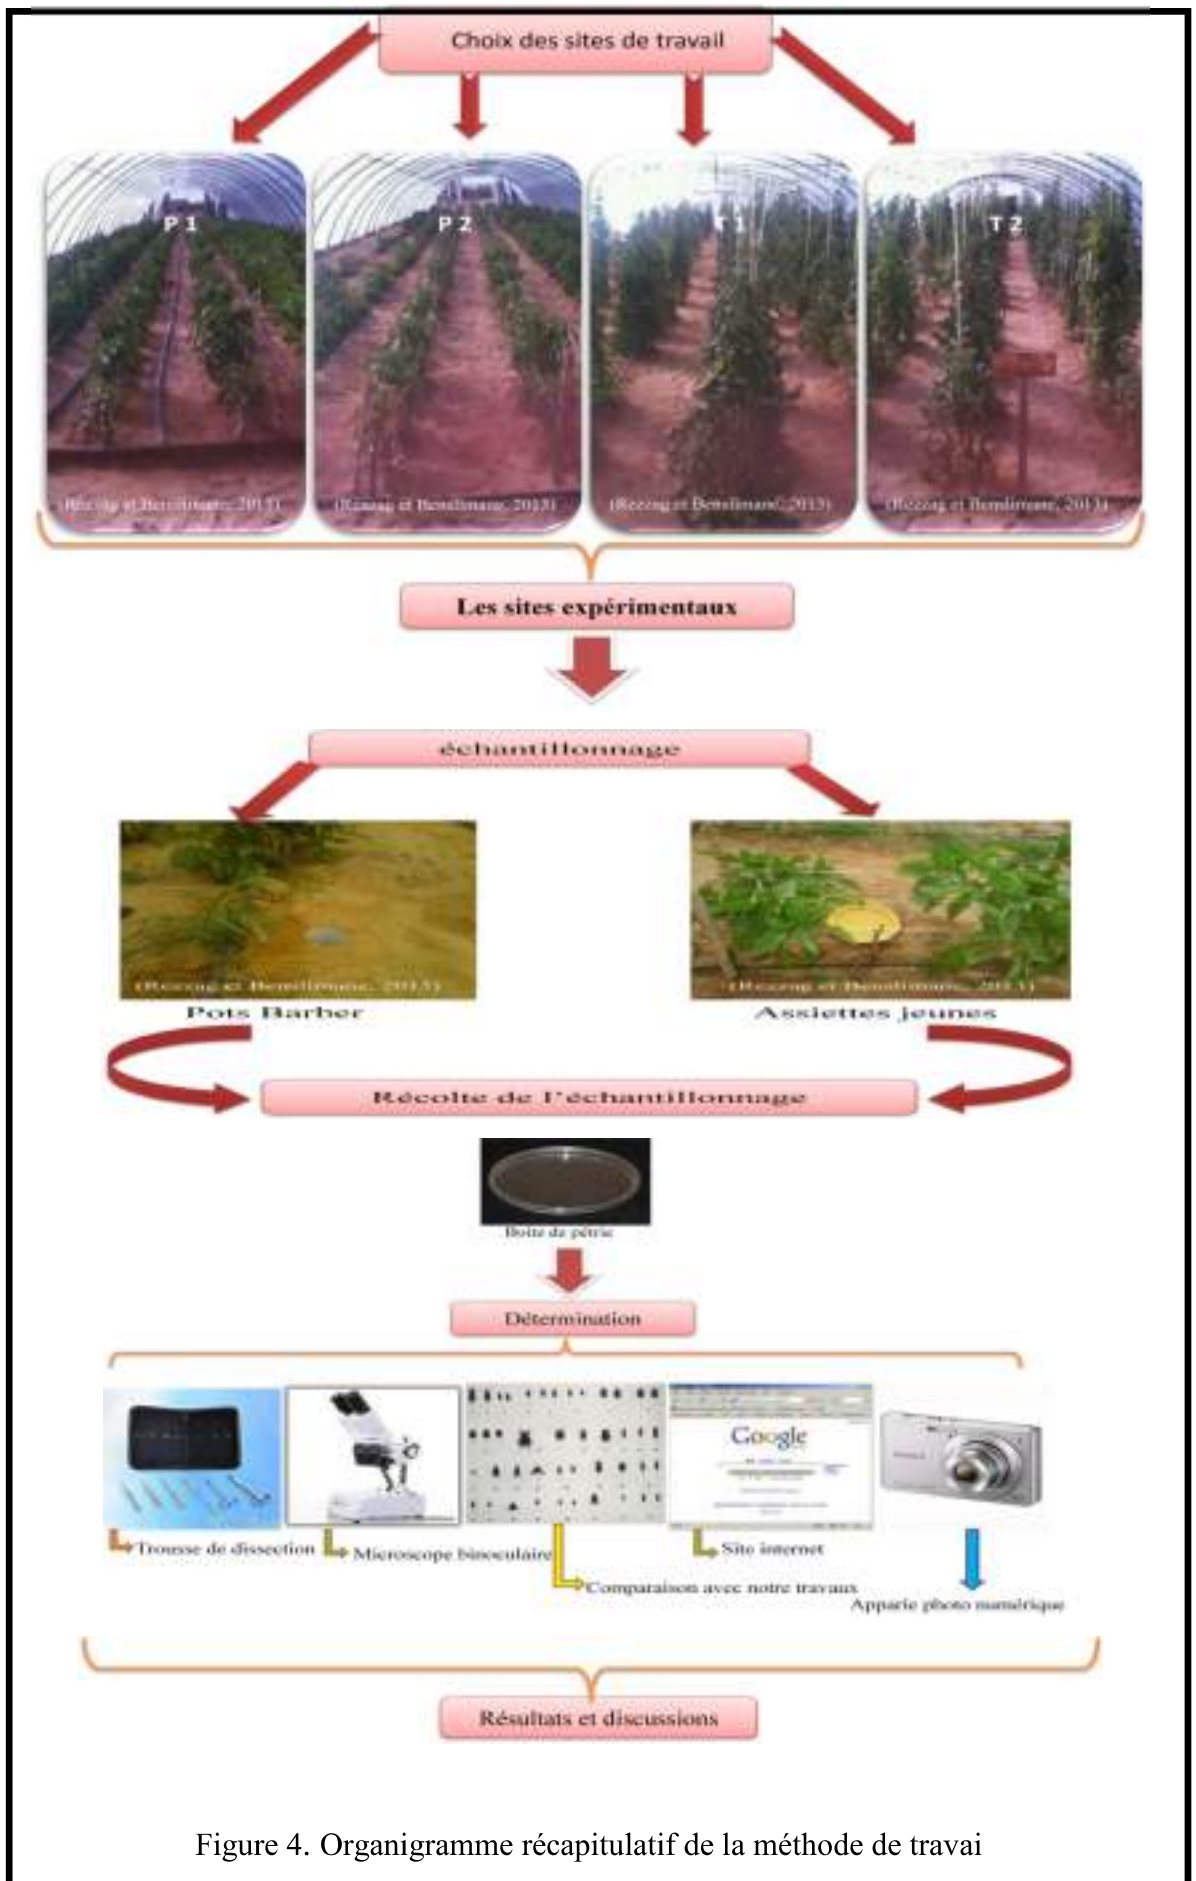 Choix des sites de travail
P 1
P 2
T 1
T 2
(Rezzag et Benslimane, 2013)
(Rezzag et Benslimane, 2013)
(Rezzag et Benslimane, 2013)
(Rezzag et Benslimane, 2013)
Les sites expérimentaux
échantillonnage
(Rezzag et Benslimane, 2013)
(Rezzag et Benslimane, 2013)
Pots Barber
Assiettes jeunes
Récolte de l'échantillonnage
Boite de pétrie
Détermination
Google
Trousse de dissection
Microscope binoculaire
Site internet
Comparaison avec notre travaux
Apparie photo numérique
Résultats et discussions
Figure 4. Organigramme récapitulatif de la méthode de travai